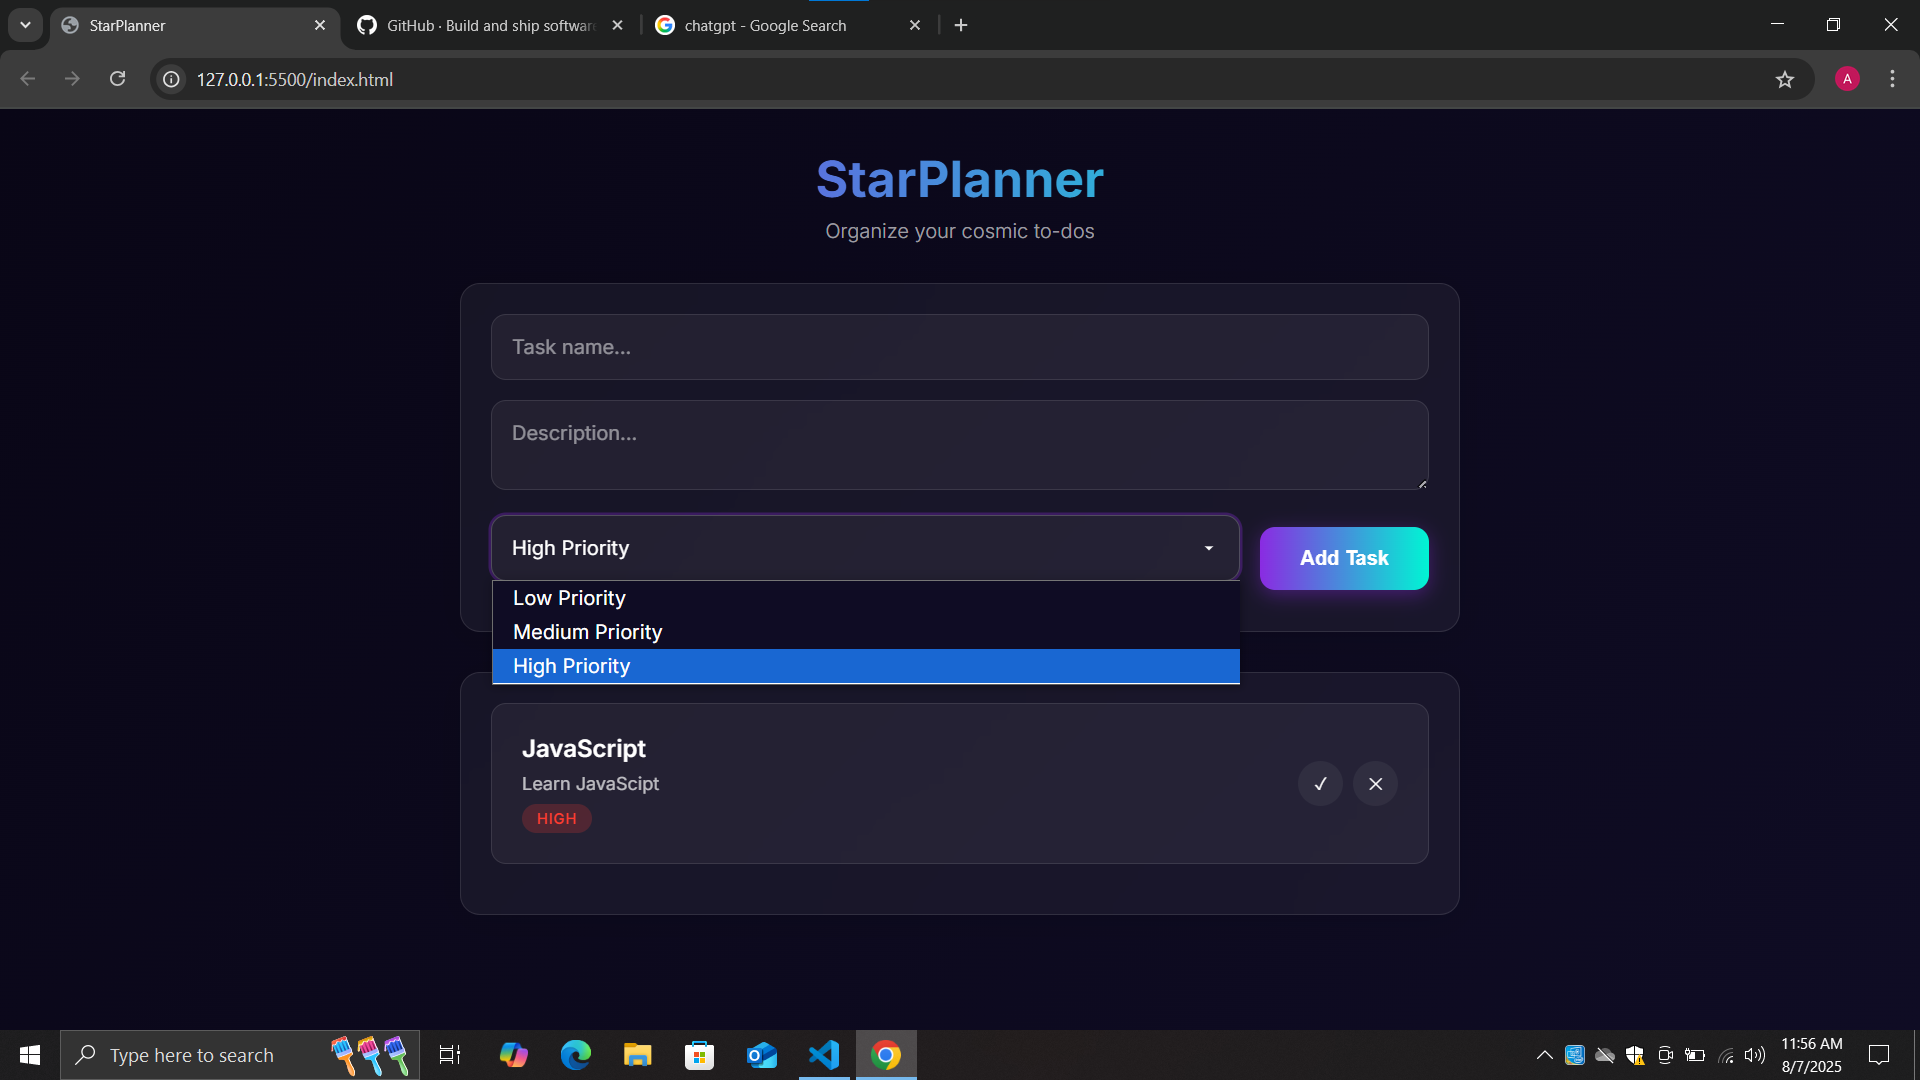 StarPlanner
GitHub · Build and ship software
chatgpt - Google Search
127.0.0.1:5500/index.html
A
StarPlanner
Organize your cosmic to-dos
Task name...
Description...
High Priority
Add Task
Low Priority
Medium Priority
High Priority
JavaScript
Learn JavaScipt
HIGH
Type here to search
11:56 AM
8/7/2025